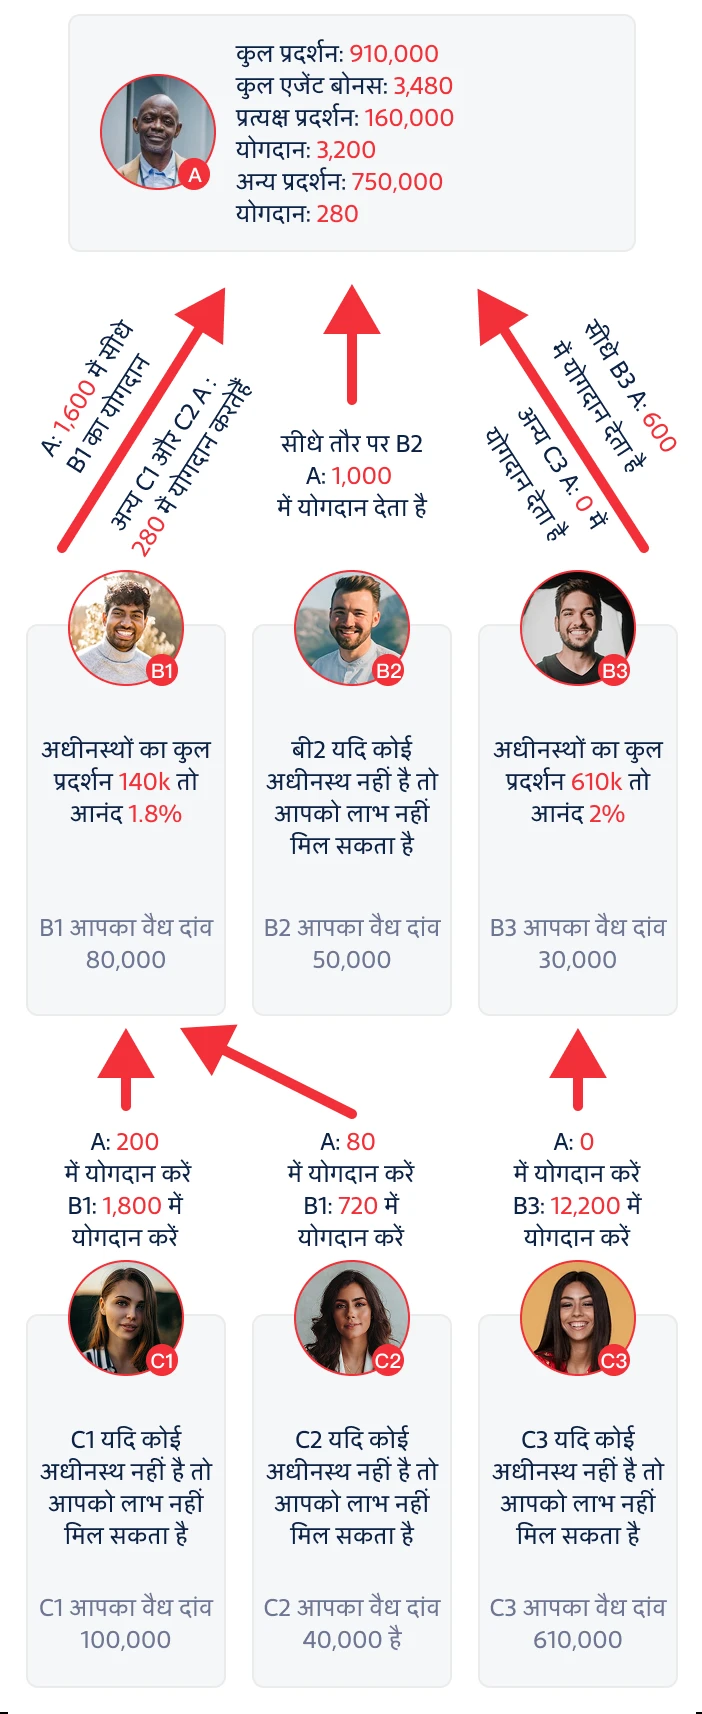 कुल प्रदर्शन: 910,000
कुल एजेंट बोनस: 3,480
प्रत्यक्ष प्रदर्शन: 160,000
योगदान: 3,200
अन्य प्रदर्शन: 750,000
योगदान: 280
A
A: 1,600 में सीधे
B1 का योगदान
अन्य C1 और C2 A :
280 में योगदान करतेहैं
सीधे तौर पर B2
A: 1,000
में योगदान देता है
सीधे B3 A: 600
में योगदान देता है
अन्य C3 A: 0 में
योगदान देता है
B1
B2
B3
अधीनस्थों का कुल
प्रदर्शन 140k तो
आनंद 1.8%
बी2 यदि कोई
अधीनस्थ नहीं है तो
आपको लाभ नहीं
मिल सकता है
अधीनस्थों का कुल
प्रदर्शन 610k तो
आनंद 2%
B1 आपका वैध दांव
80,000
B2 आपका वैध दांव
50,000
B3 आपका वैध दांव
30,000
A: 200
में योगदान करें
B1: 1,800 में
योगदान करें
A: 80
में योगदान करें
B1: 720 में
योगदान करें
A: 0
में योगदान करें
B3: 12,200 में
योगदान करें
C1
C2
C3
C1 यदि कोई
अधीनस्थ नहीं है तो
आपको लाभ नहीं
मिल सकता है
C2 यदि कोई
अधीनस्थ नहीं है तो
आपको लाभ नहीं
मिल सकता है
C3 यदि कोई
अधीनस्थ नहीं है तो
आपको लाभ नहीं
मिल सकता है
C1 आपका वैध दांव
100,000
C2 आपका वैध दांव
40,000 है
C3 आपका वैध दांव
610,000